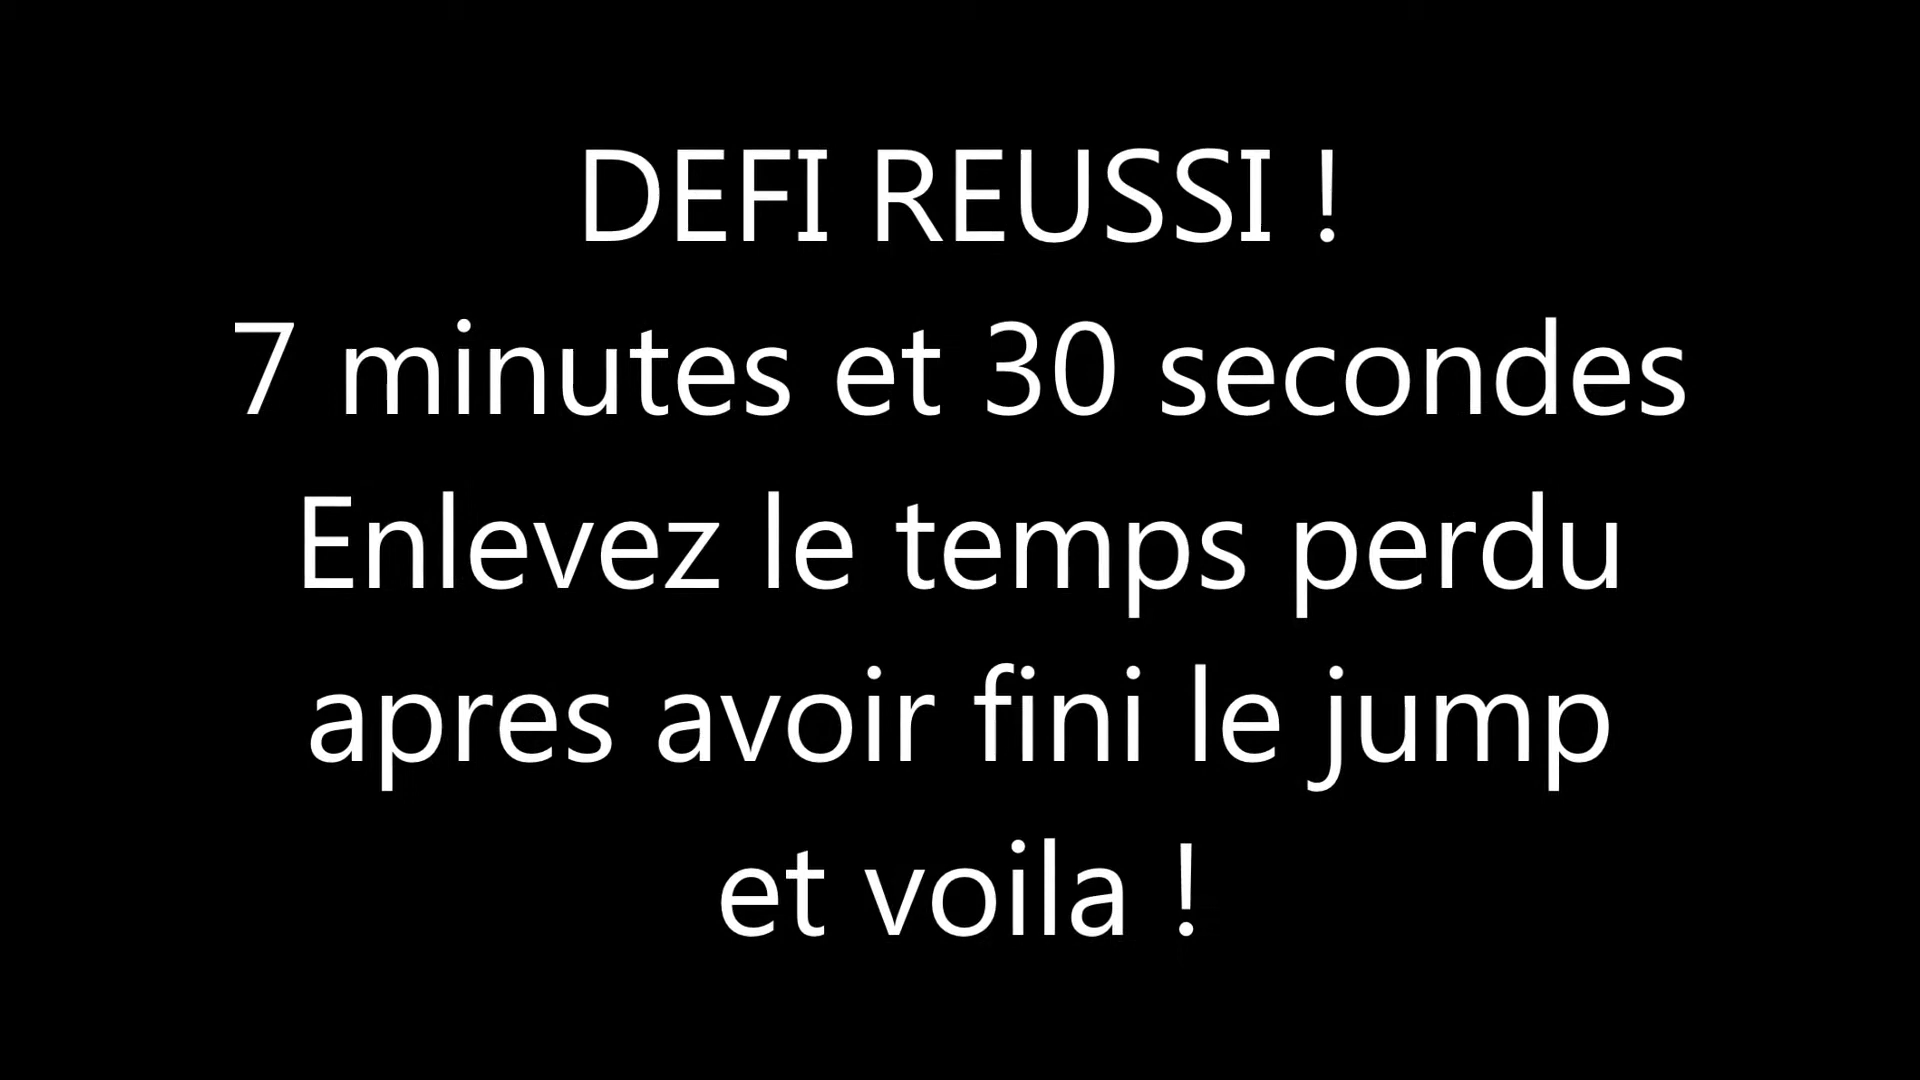 DEFI REUSSI !
7 minutes et 30 secondes
Enlevez le temps perdu
apres avoir fini le jump
et voila !